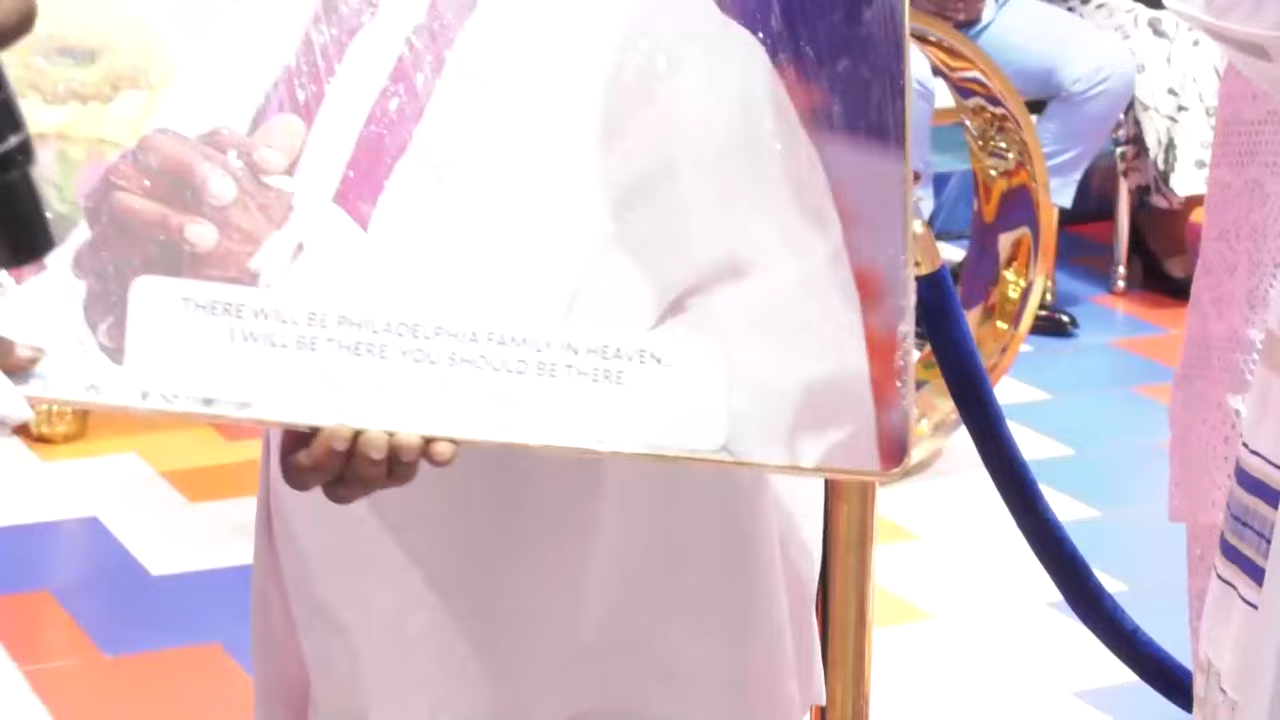 THERE WILL BE PHILADELPHIA FAMILY IN HEAVEN..
I WILL BE THERE. YOU SHOULD BE THERE.